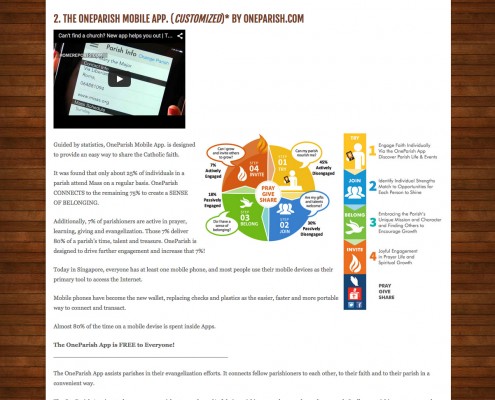 2. THE ONEPARISH MOBILE APP. (CUSTOMIZED)* BY ONEPARISH.COM
Can't find a church? New app helps you out | T...
Parish Info
Change Parish
Guided by statistics, OneParish Mobile App. is designed
to provide an easy way to share the Catholic faith.
It was found that only about 25% of individuals in a
parish attend Mass on a regular basis. OneParish
CONNECTS to the remaining 75% to create a SENSE
OF BELONGING.
Additionally, 7% of parishioners are active in prayer,
learning, giving and evangelization. Those 7% deliver
80% of a parish's time, talent and treasure. OneParish is
designed to drive further engagement and increase that 7%!
Today in Singapore, everyone has at least one mobile phone, and most people use their mobile devices as their
primary tool to access the Internet.
Mobile phones have become the new wallet, replacing checks and plastics as the easier, faster and more portable
way to connect and transact.
Almost 80% of the time on a mobile devise is spent inside Apps.
The OneParish App is FREE to Everyone!
The OneParish App assists parishes in their evangelization efforts. It connects fellow parishioners to each other, to their faith and to their parish in a
convenient way.
Can I grow
and invite others
to grow?
7%
Actively
Engaged
STEP
04
INVITE
STEP
01
TRY
Can my parish
nourish me?
41%
Actively
Disengaged
PRAY
GIVE
SHARE
18%
Passively
Engaged
Do I have a
sense of
belonging?
STEP
03
BELONG
STEP
02
JOIN
Are my gifts
and talents
welcome?
Passively
Disengaged
TRY
1
Engage Faith Individually
Via the OneParish App
Discover Parish Life & Events
JOIN
2
Identify Individual Strengths
Match to Opportunities for
Each Person to Shine
BELONG
3
Embracing the Parish's
Unique Mission and Character
and Finding Others to
Encourage Growth
INVITE
4
Joyful Engagement
in Prayer Life and
Spiritual Growth
PRAY
GIVE
SHARE